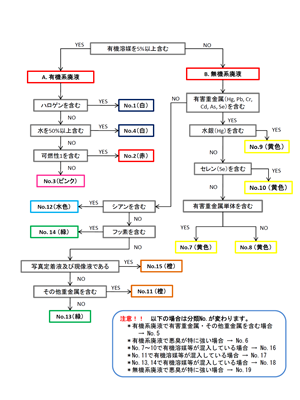 有機溶媒を5%以上含む
YES
NO
A. 有機系廃液
B. 無機系廃液
ハロゲンを含む
YES
No.1(白)
NO
有害重金属(Hg, Pb, Cr,
Cd, As, Se)を含む
NO
YES
水を50%以上含む
YES
No.4(白)
水銀(Hg)を含む
YES
No.9 (黄色)
NO
NO
可燃性1を含む
YES
No.2(赤)
セレン(Se)を含む
YES
No.10 (黄色)
NO
No.3(ピンク)
NO
No.12(水色)
YES
シアンを含む
有害重金属単体を含む
NO
No. 14 (緑)
YES
フッ素を含む
YES
NO
No.7 (黄色)
No.8 (黄色)
NO
写真定着液及び現像液である
YES
No.15 (橙)
NO
その他重金属を含む
YES
No.11 (橙)
NO
No.13(緑)
注意!! 以下の場合は分類No.が変わります。
*有機系廃液で有害重金属・その他重金属を含む場合
→ No.5
*有機系廃液で悪臭が特に強い場合 → No.6
*No.7~10で有機溶媒等が混入している場合 → No.16
*No.11で有機溶媒等が混入している場合 → No.17
*No.13,14で有機溶媒等が混入している場合 → No.18
*無機系廃液で悪臭が特に強い場合 → No.19